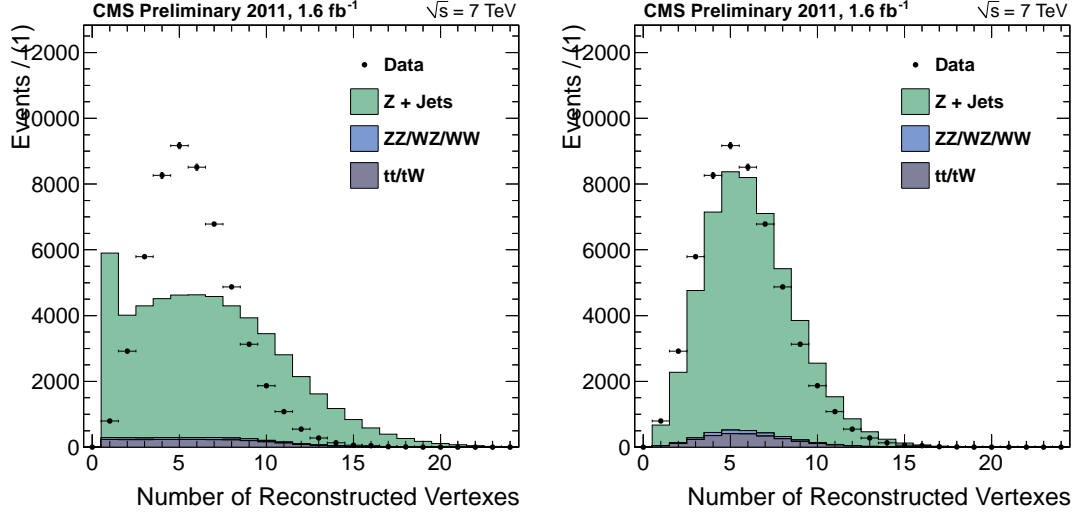 CMS Preliminary 2011, 1.6 fb⁻¹ √s = 7 TeV
Events / (1)
12000
10000
8000
6000
4000
2000
0
Data
Z + Jets
ZZ/WZ/WW
tt/tW
0 5 10 15 20
Number of Reconstructed Vertexes
CMS Preliminary 2011, 1.6 fb⁻¹ √s = 7 TeV
Events / (1)
12000
10000
8000
6000
4000
2000
0
Data
Z + Jets
ZZ/WZ/WW
tt/tW
0 5 10 15 20
Number of Reconstructed Vertexes